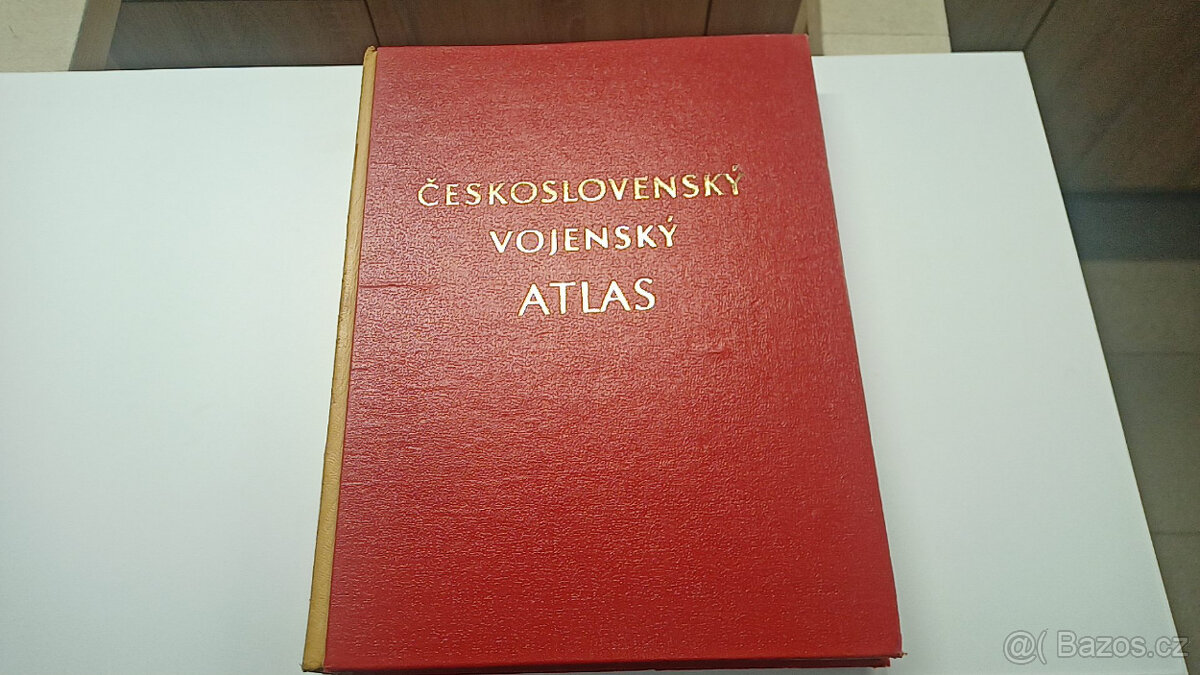 ČESKOSLOVENSKÝ
VOJENSKÝ
ATLAS
@( Bazos.cz